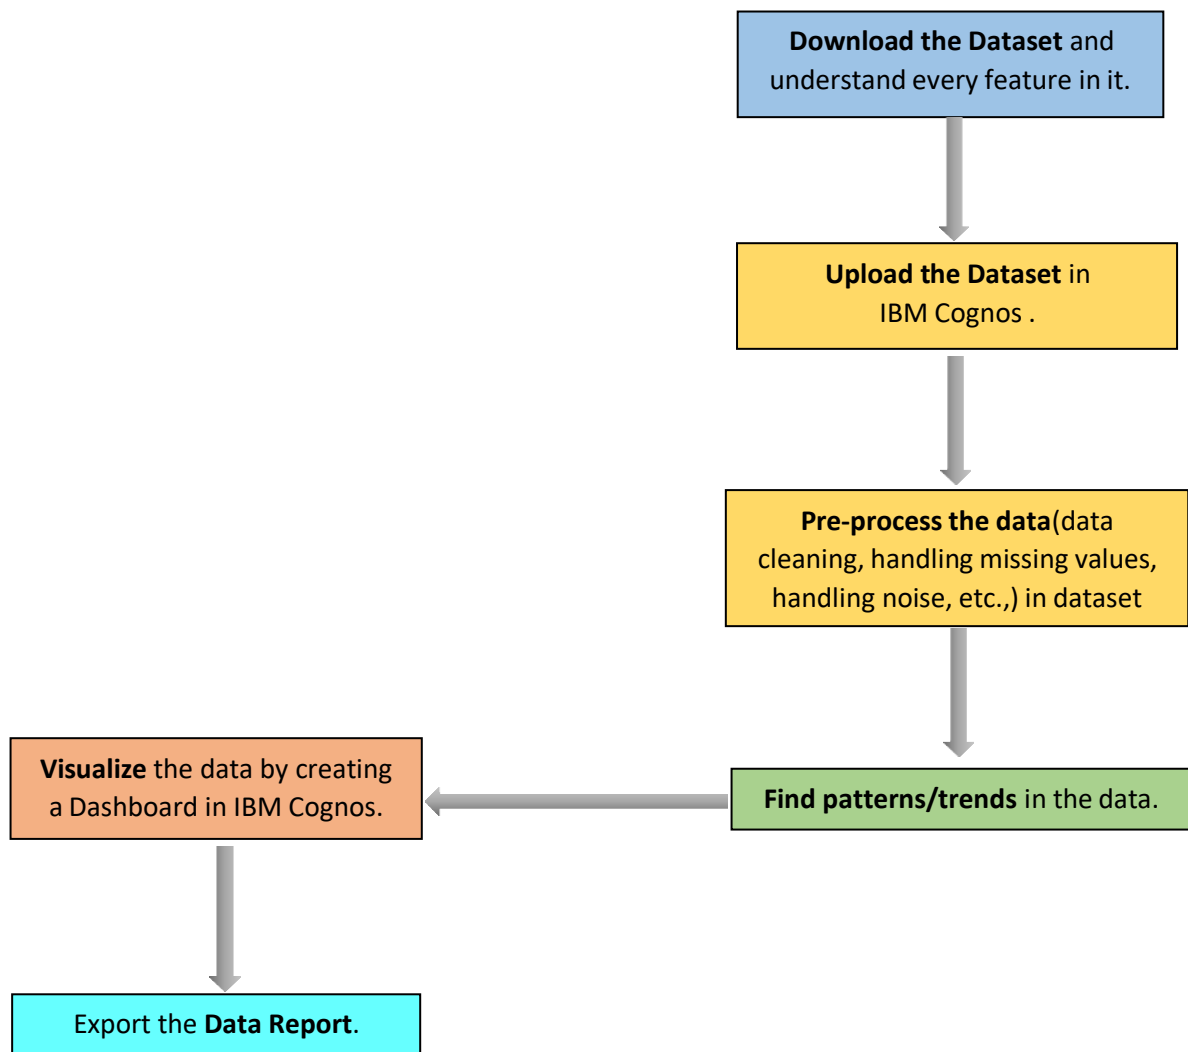 Download the Dataset and
understand every feature in it.
Upload the Dataset in
IBM Cognos .
Pre-process the data(data
cleaning, handling missing values,
handling noise, etc.,) in dataset
Find patterns/trends in the data.
Visualize the data by creating
a Dashboard in IBM Cognos.
Export the Data Report.